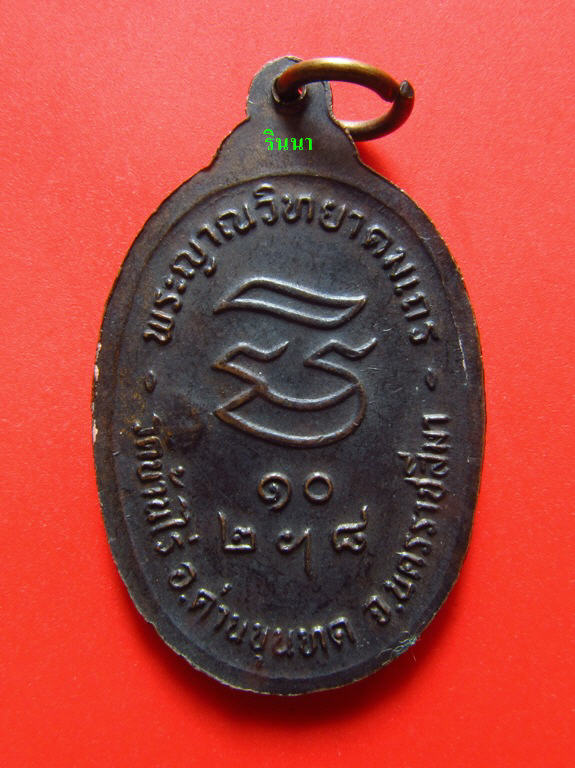 รินนา
พระญาณวิทยาคมเถร
๑๐
๒ ๆ ๘
วัดบ้านไร่ อ.ด่านขุนทด จ.นครราชสีมา